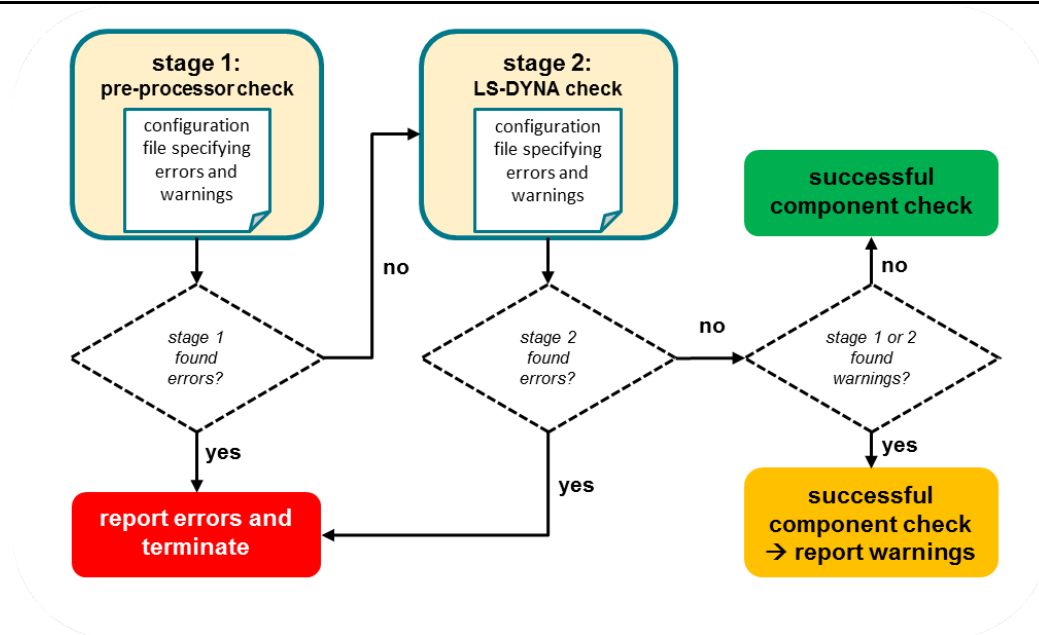 stage 1:
pre-processor check
configuration
file specifying
errors and
warnings
stage 2:
LS-DYNA check
configuration
file specifying
errors and
warnings
successful
component check
no
no
stage 1
found
errors?
stage 2
found
errors?
no
stage 1 or 2
found
warnings?
yes
yes
yes
report errors and
terminate
successful
component check
→ report warnings